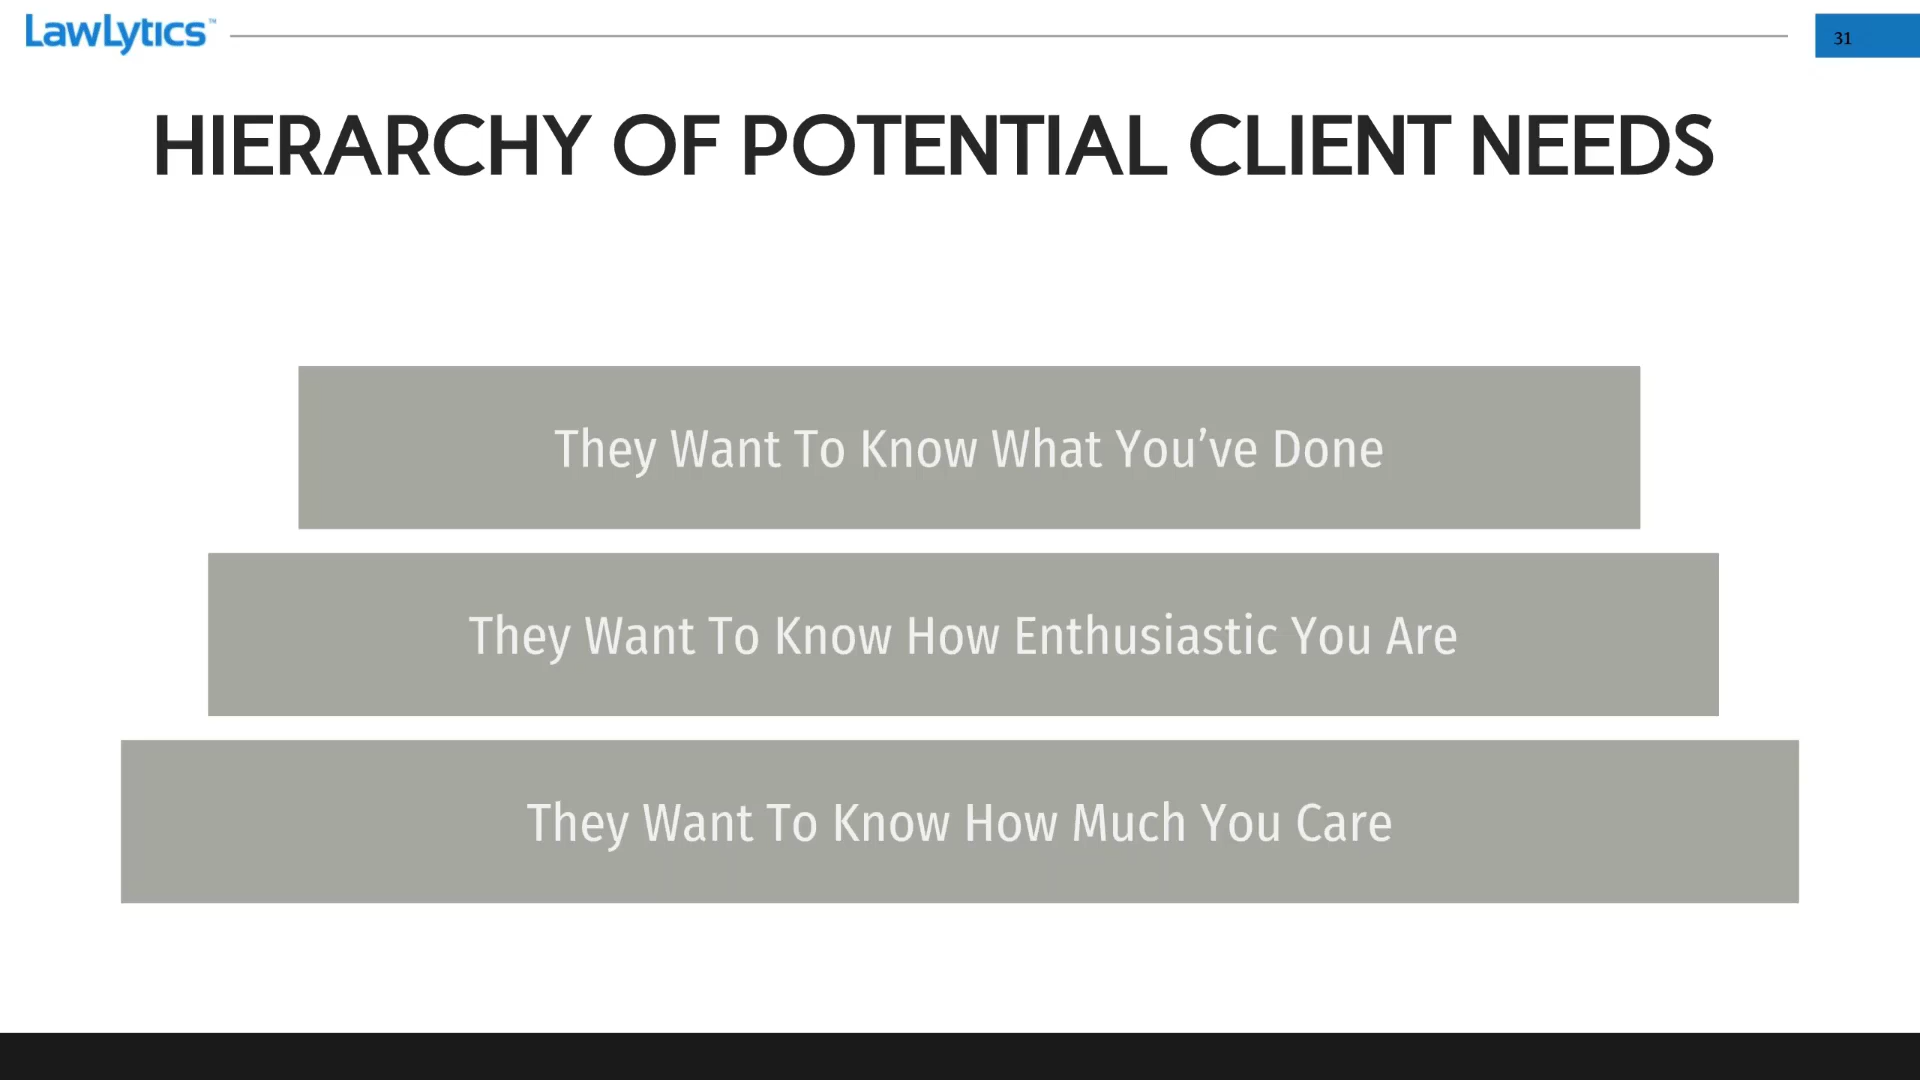 LawLytics™
31
HIERARCHY OF POTENTIAL CLIENT NEEDS
They Want To Know What You’ve Done
They Want To Know How Enthusiastic You Are
They Want To Know How Much You Care